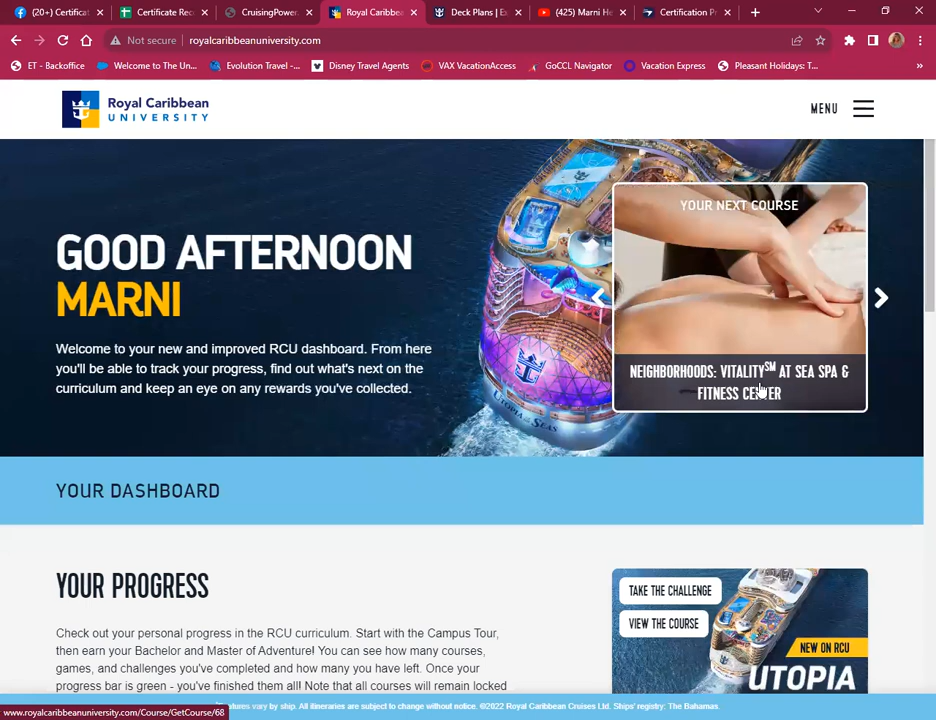 (20+) Certificat
Certificate Rec
CruisingPower.
Royal Caribbea
Deck Plans | Ex
(425) Marni He
Certification Pr
Not secure
royalcaribbeanuniversity.com
ET - Backoffice
Welcome to The Un...
Evolution Travel -...
Disney Travel Agents
VAX VacationAccess
GoCCL Navigator
Vacation Express
Pleasant Holidays: T...
»
Royal Caribbean
UNIVERSITY
MENU
GOOD AFTERNOON
MARNI
Welcome to your new and improved RCU dashboard. From here
you'll be able to track your progress, find out what's next on the
curriculum and keep an eye on any rewards you've collected.
YOUR NEXT COURSE
NEIGHBORHOODS: VITALITY℠ AT SEA SPA &
FITNESS CENTER
UTOPIA OF THE SEAS
YOUR DASHBOARD
YOUR PROGRESS
Check out your personal progress in the RCU curriculum. Start with the Campus Tour,
then earn your Bachelor and Master of Adventure! You can see how many courses,
games, and challenges you've completed and how many you have left. Once your
progress bar is green - you've finished them all! Note that all courses will remain locked
TAKE THE CHALLENGE
VIEW THE COURSE
NEW ON RCU
UTOPIA
Features vary by ship. All itineraries are subject to change without notice. ©2022 Royal Caribbean Cruises Ltd. Ships' registry: The Bahamas.
www.royalcaribbeanuniversity.com/Course/GetCourse/68